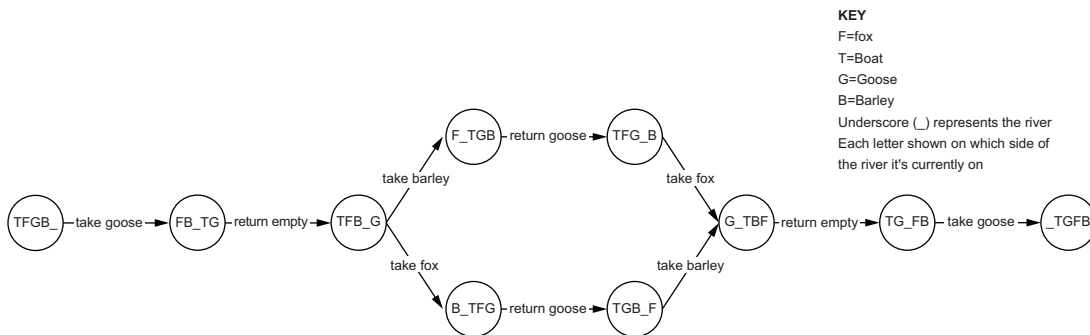 KEY
F=fox
T=Boat
G=Goose
B=Barley
Underscore (_) represents the river
Each letter shown on which side of
the river it's currently on
F_TGB return goose TFG_B
take barley take fox
TFGB_ take goose FB_TG return empty TFB_G G_TBF return empty TG_FB take goose _TGFB
take fox take barley
B_TFG return goose TGB_F